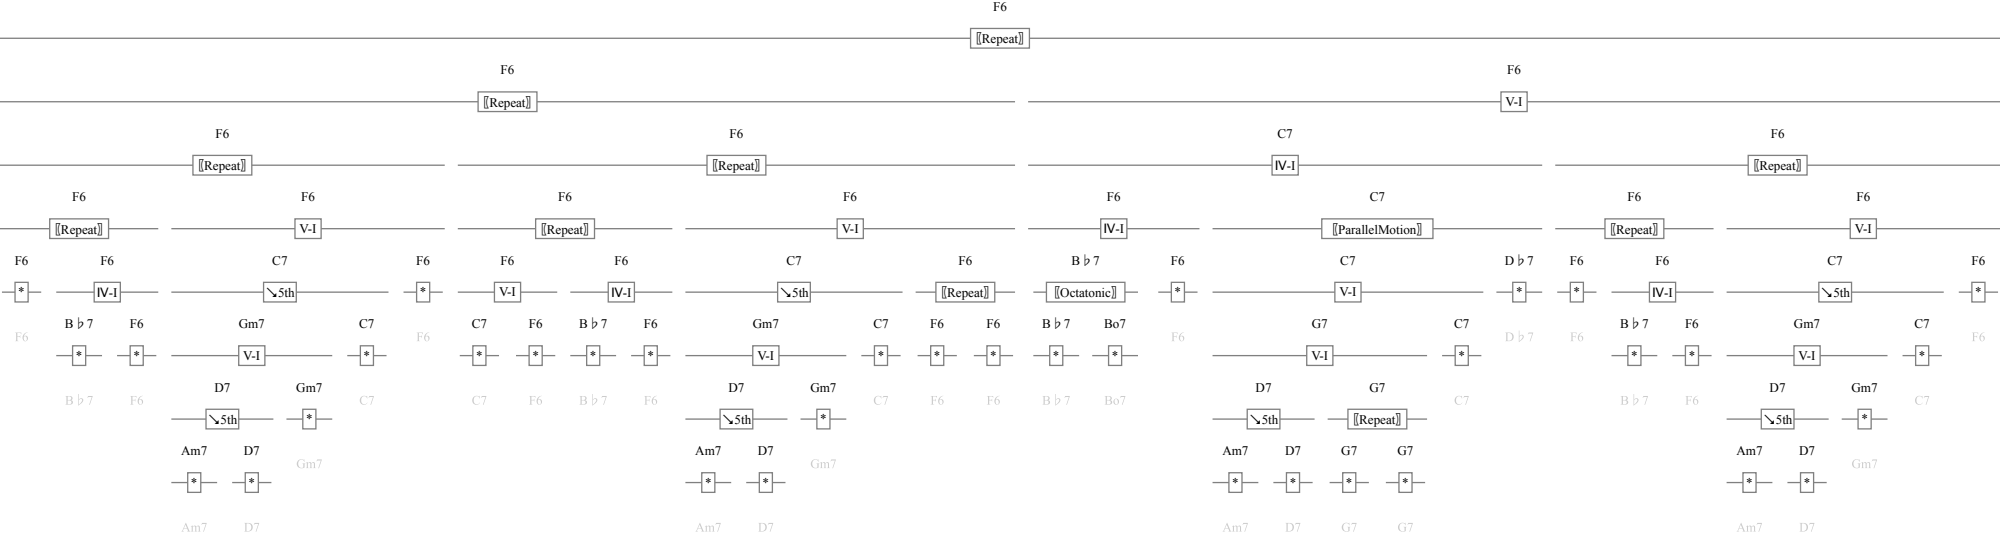 F6
⟦Repeat⟧
F6 F6
⟦Repeat⟧ V-I
F6 F6 C7 F6
⟦Repeat⟧ ⟦Repeat⟧ IV-I ⟦Repeat⟧
F6 F6 F6 F6 F6 C7 F6 F6
⟦Repeat⟧ V-I ⟦Repeat⟧ V-I IV-I ⟦ParallelMotion⟧ ⟦Repeat⟧ V-I
F6 F6 C7 F6 F6 F6 C7 F6 B♭7 F6 C7 D♭7 F6 F6 C7 F6
* IV-I ↘5th * V-I IV-I ↘5th ⟦Repeat⟧ ⟦Octatonic⟧ * V-I * * IV-I ↘5th *
B♭7 F6 Gm7 C7 C7 F6 B♭7 F6 Gm7 C7 F6 F6 B♭7 Bo7 G7 C7 B♭7 F6 Gm7 C7
F6 F6 F6 D♭7 F6 F6
* * V-I * * * * * V-I * * * * * V-I * * * V-I *
D7 Gm7 D7 Gm7 D7 G7 D7 Gm7
B♭7 F6 C7 C7 F6 B♭7 F6 C7 F6 F6 B♭7 Bo7 C7 B♭7 F6 C7
↘5th * ↘5th * ↘5th ⟦Repeat⟧ ↘5th *
Am7 D7 Am7 D7 Am7 D7 G7 G7 Am7 D7
Gm7 Gm7 Gm7
* * * * * * * * * *
Am7 D7 Am7 D7 Am7 D7 G7 G7 Am7 D7